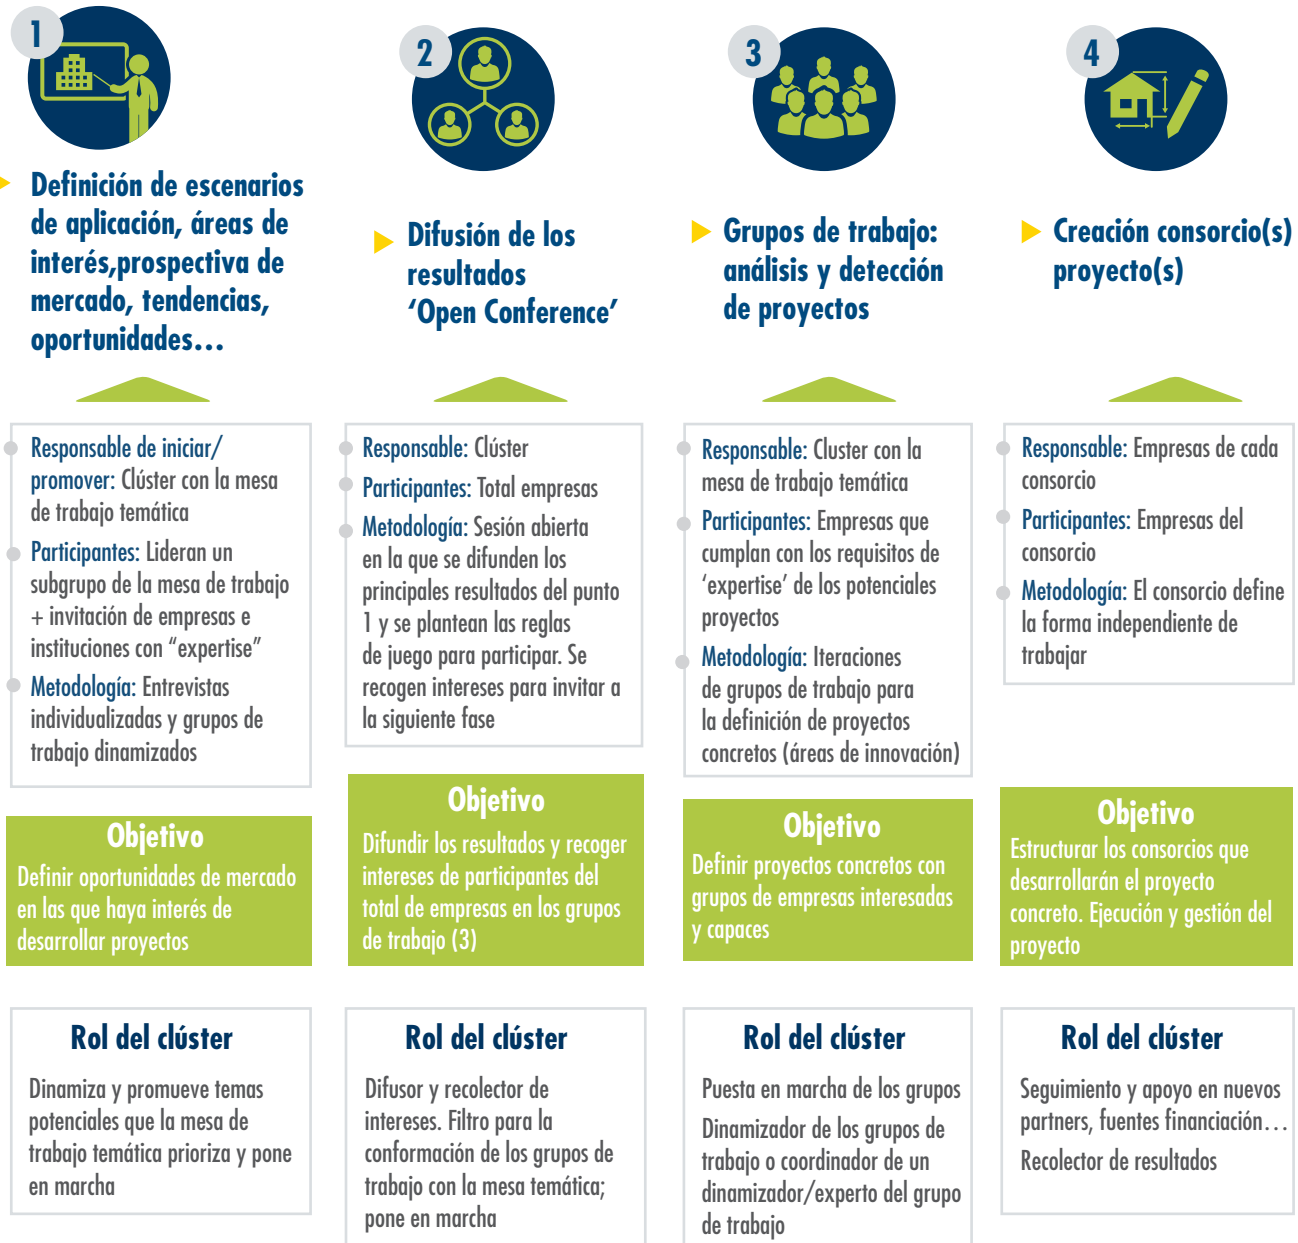 1
Definición de escenarios
de aplicación, áreas de
interés,prospectiva de
mercado, tendencias,
oportunidades...
Responsable de iniciar/
promover: Clúster con la mesa
de trabajo temática
Participantes: Lideran un
subgrupo de la mesa de trabajo
+ invitación de empresas e
instituciones con “expertise”
Metodología: Entrevistas
individualizadas y grupos de
trabajo dinamizados
Objetivo
Definir oportunidades de mercado
en las que haya interés de
desarrollar proyectos
Rol del clúster
Dinamiza y promueve temas
potenciales que la mesa de
trabajo temática prioriza y pone
en marcha
2
Difusión de los
resultados
‘Open Conference’
Responsable: Clúster
Participantes: Total empresas
Metodología: Sesión abierta
en la que se difunden los
principales resultados del punto
1 y se plantean las reglas
de juego para participar. Se
recogen intereses para invitar a
la siguiente fase
Objetivo
Difundir los resultados y recoger
intereses de participantes del
total de empresas en los grupos
de trabajo (3)
Rol del clúster
Difusor y recolector de
intereses. Filtro para la
conformación de los grupos de
trabajo con la mesa temática;
pone en marcha
3
Grupos de trabajo:
análisis y detección
de proyectos
Responsable: Cluster con la
mesa de trabajo temática
Participantes: Empresas que
cumplan con los requisitos de
‘expertise’ de los potenciales
proyectos
Metodología: Iteraciones
de grupos de trabajo para
la definición de proyectos
concretos (áreas de innovación)
Objetivo
Definir proyectos concretos con
grupos de empresas interesadas
y capaces
Rol del clúster
Puesta en marcha de los grupos
Dinamizador de los grupos de
trabajo o coordinador de un
dinamizador/experto del grupo
de trabajo
4
Creación consorcio(s)
proyecto(s)
Responsable: Empresas de cada
consorcio
Participantes: Empresas del
consorcio
Metodología: El consorcio define
la forma independiente de
trabajar
Objetivo
Estructurar los consorcios que
desarrollarán el proyecto
concreto. Ejecución y gestión del
proyecto
Rol del clúster
Seguimiento y apoyo en nuevos
partners, fuentes financiación...
Recolector de resultados